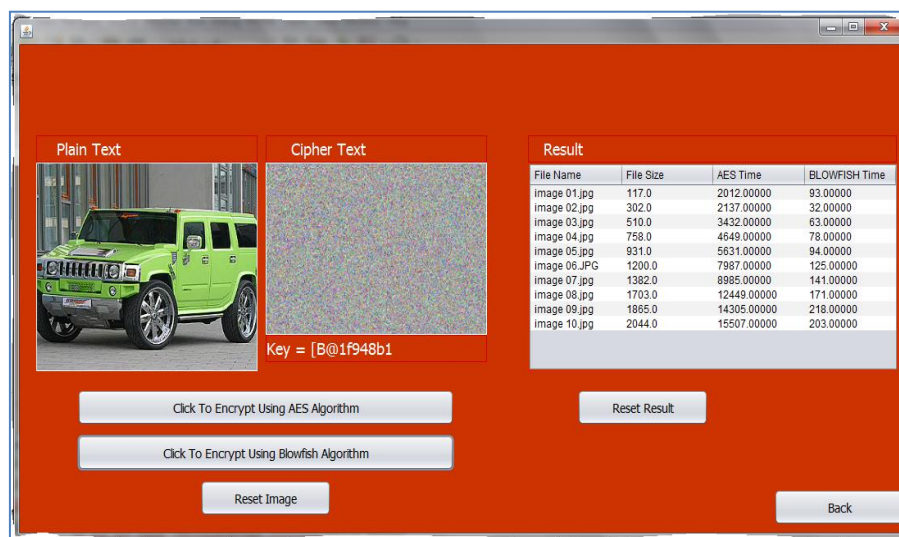 Plain Text
Cipher Text
Key = [B@1f948b1
Click To Encrypt Using AES Algorithm
Click To Encrypt Using Blowfish Algorithm
Reset Image
Result
File Name File Size AES Time BLOWFISH Time
image 01.jpg 117.0 2012.00000 93.00000
image 02.jpg 302.0 2137.00000 32.00000
image 03.jpg 510.0 3432.00000 63.00000
image 04.jpg 758.0 4649.00000 78.00000
image 05.jpg 931.0 5631.00000 94.00000
image 06.JPG 1200.0 7987.00000 125.00000
image 07.jpg 1382.0 8985.00000 141.00000
image 08.jpg 1703.0 12449.00000 171.00000
image 09.jpg 1865.0 14305.00000 218.00000
image 10.jpg 2044.0 15507.00000 203.00000
Reset Result
Back